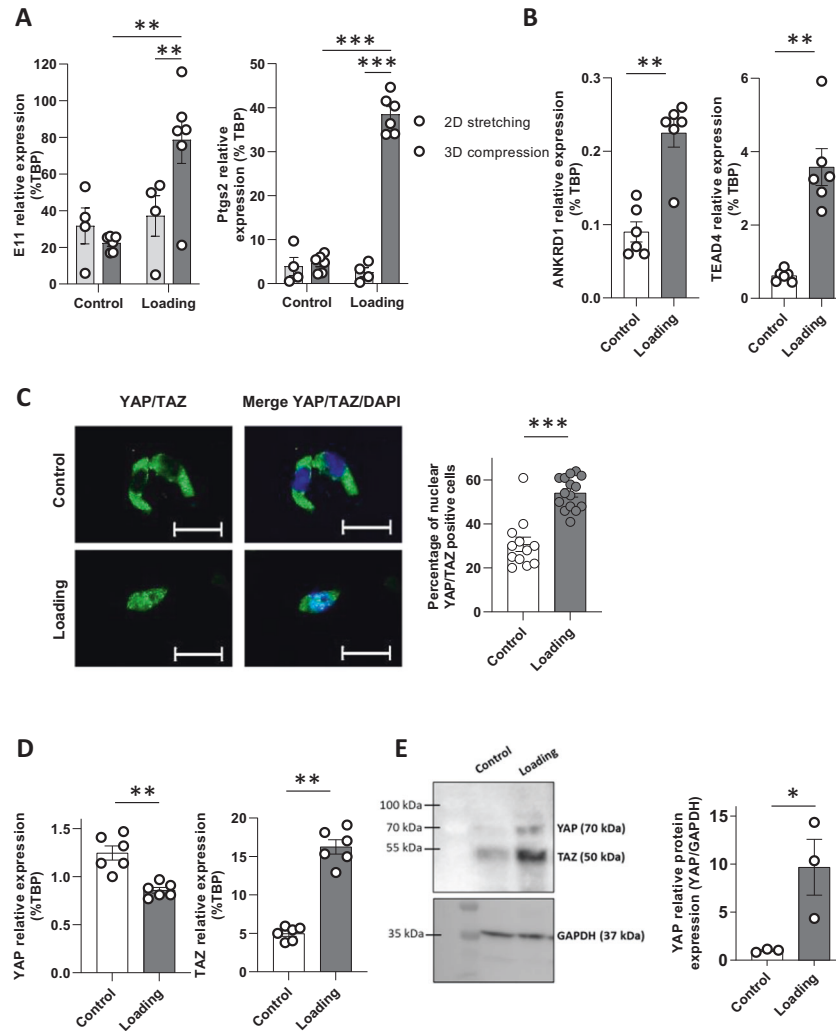 A
**
**
120
100
80
60
40
20
0
E11 relative expression
(%TBP)
Control
Loading
***
***
50
40
30
20
10
0
Ptgs2 relative
expression (% TBP)
Control
Loading
2D stretching
3D compression
B
**
0.3
0.2
0.1
0.0
ANKRD1 relative expression
(% TBP)
Control
Loading
**
6
4
2
0
TEAD4 relative expression
(% TBP)
Control
Loading
C
YAP/TAZ
Merge YAP/TAZ/DAPI
Control
Loading
***
60
40
20
0
Percentage of nuclear
YAP/TAZ positive cells
Control
Loading
D
**
1.5
1.0
0.5
0.0
YAP relative expression
(%TBP)
Control
Loading
**
20
15
10
5
0
TAZ relative expression
(%TBP)
Control
Loading
E
Control
Loading
100 kDa
70 kDa
55 kDa
YAP (70 kDa)
TAZ (50 kDa)
35 kDa
GAPDH (37 kDa)
*
15
10
5
0
YAP relative protein
expression (YAP/GAPDH)
Control
Loading